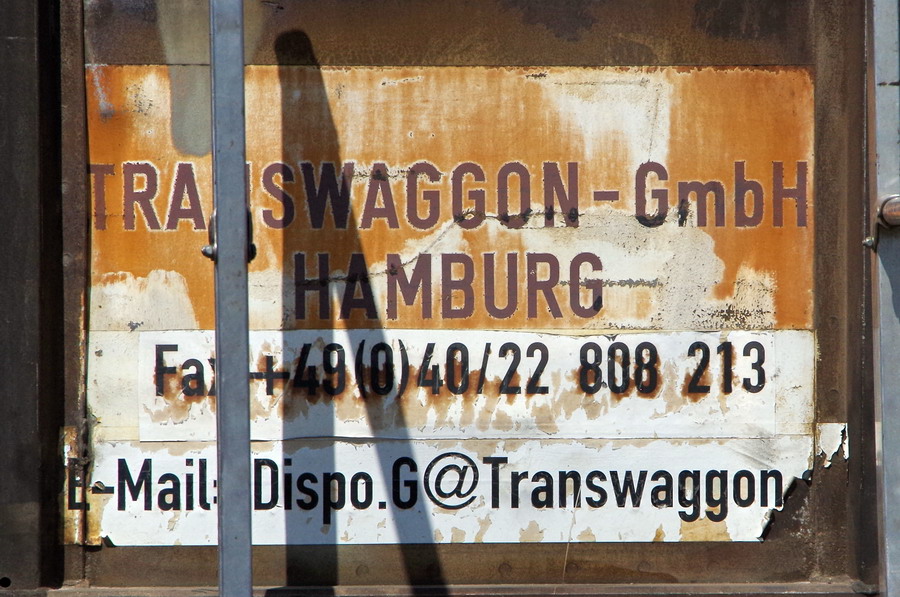 TRANSWAGGON-GmbH
HAMBURG
Fax +49(0)40/22 808 213
E-Mail: Dispo.G@Transwaggon